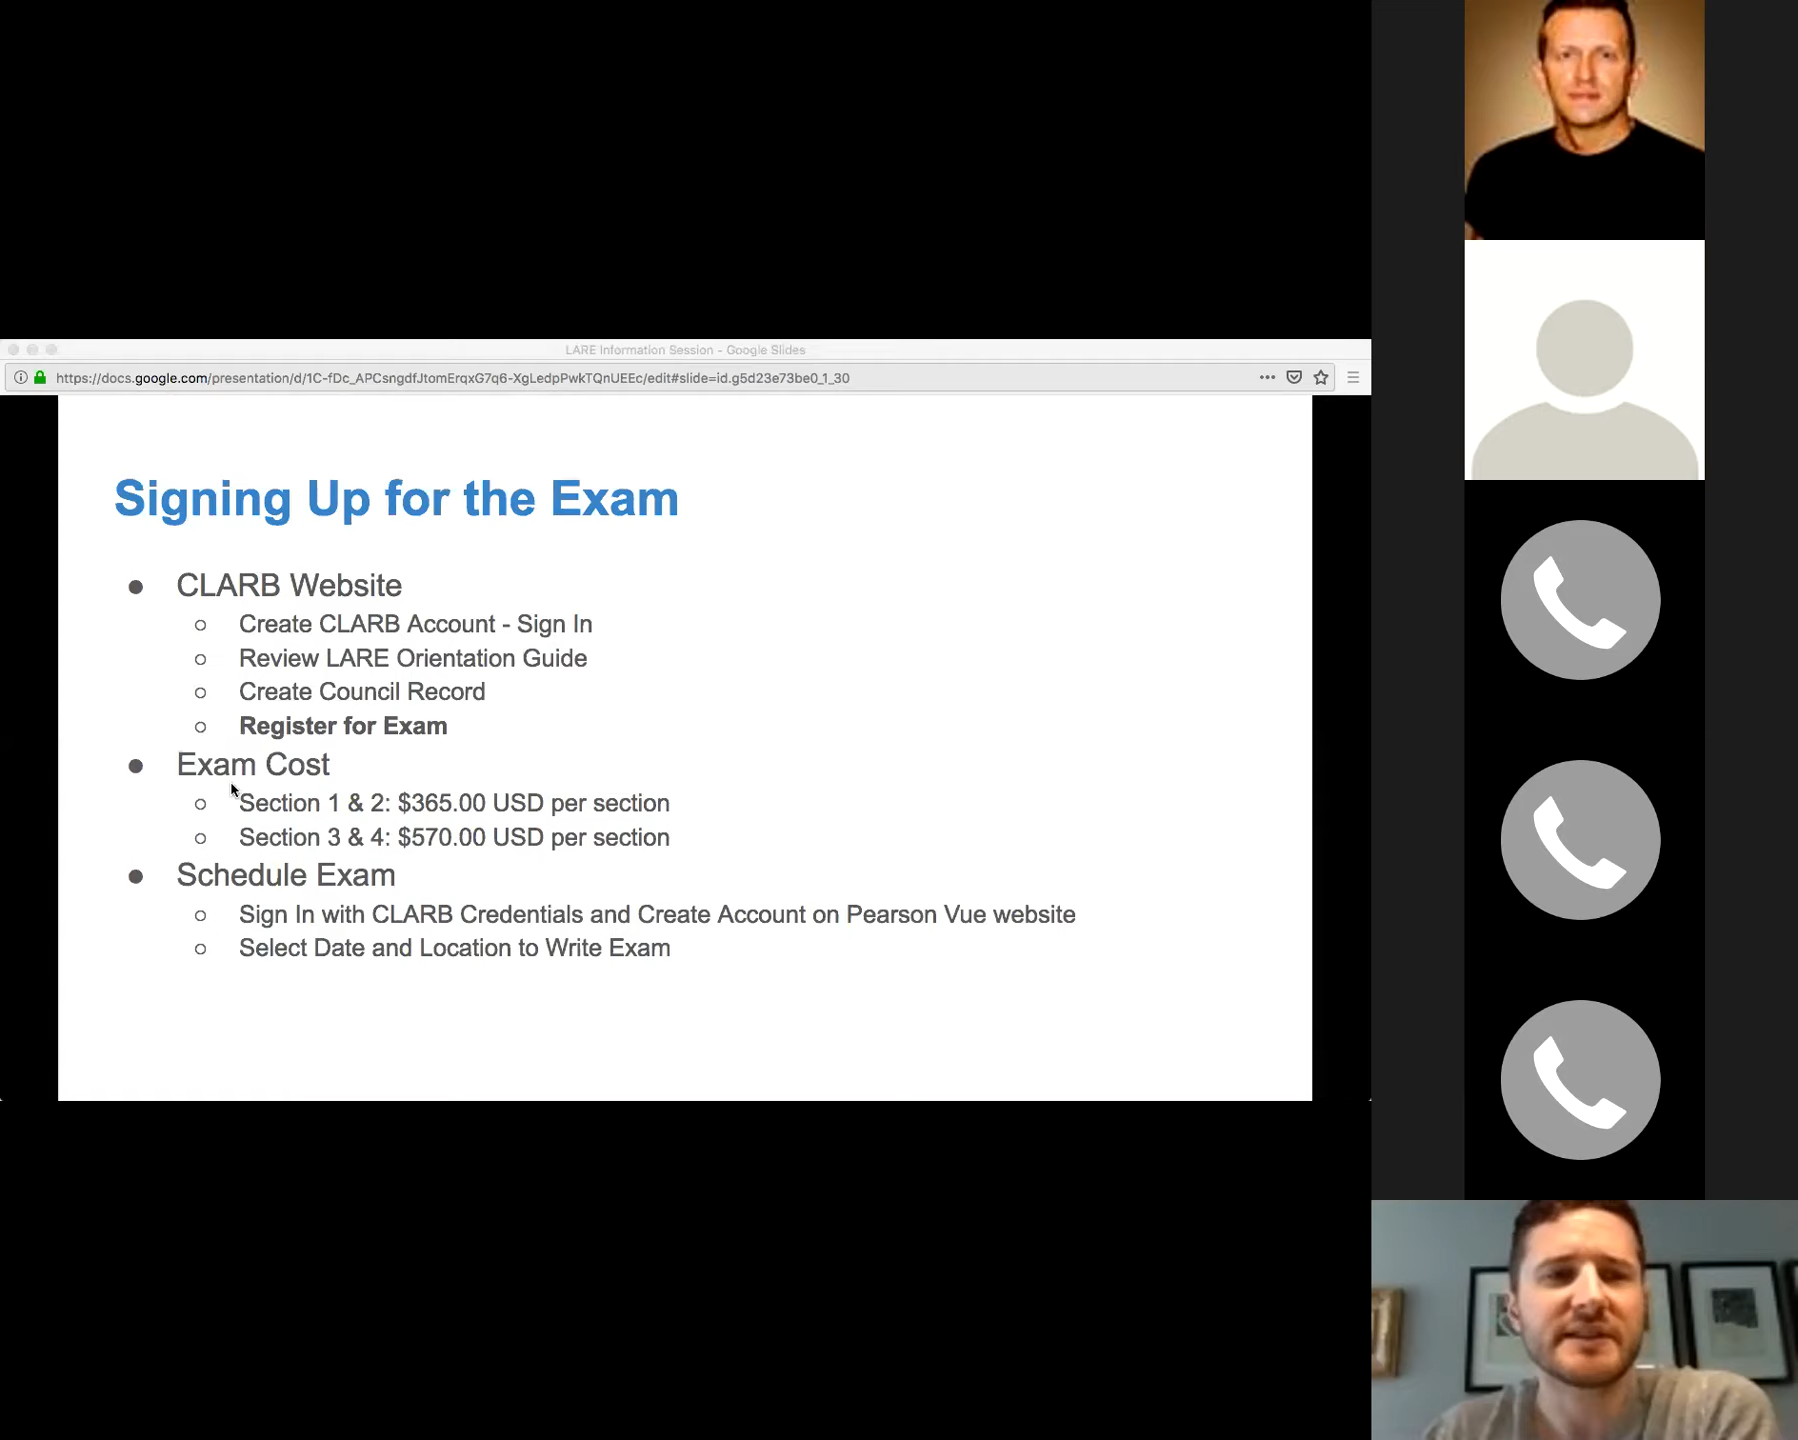 LARE Information Session - Google Slides
https://docs.google.com/presentation/d/1C-fDc_APCsngdfJtomErqxG7q6-XgLedpPwkTQnUEEc/edit#slide=id.g5d23e73be0_1_30
Signing Up for the Exam
● CLARB Website
○ Create CLARB Account - Sign In
○ Review LARE Orientation Guide
○ Create Council Record
○ Register for Exam
● Exam Cost
○ Section 1 & 2: $365.00 USD per section
○ Section 3 & 4: $570.00 USD per section
● Schedule Exam
○ Sign In with CLARB Credentials and Create Account on Pearson Vue website
○ Select Date and Location to Write Exam